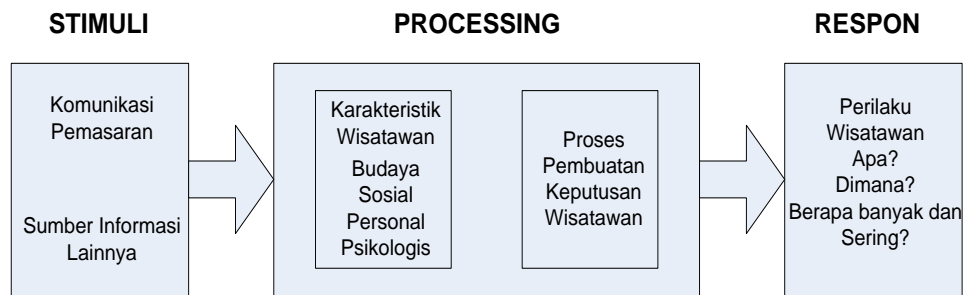 STIMULI
PROCESSING
RESPON
Komunikasi
Pemasaran
Sumber Informasi
Lainnya
Karakteristik
Wisatawan
Budaya
Sosial
Personal
Psikologis
Proses
Pembuatan
Keputusan
Wisatawan
Perilaku
Wisatawan
Apa?
Dimana?
Berapa banyak dan
Sering?